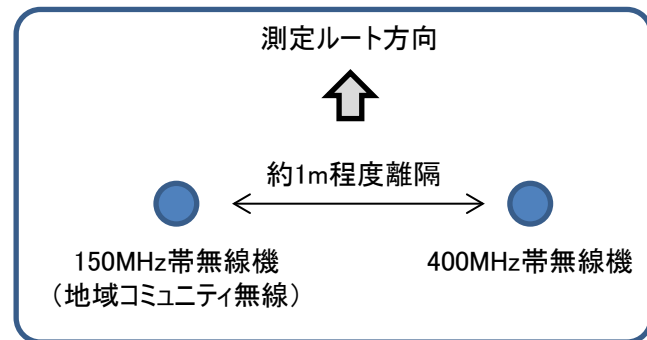 測定ルート方向
約1m程度離隔
150MHz帯無線機
（地域コミュニティ無線）
400MHz帯無線機